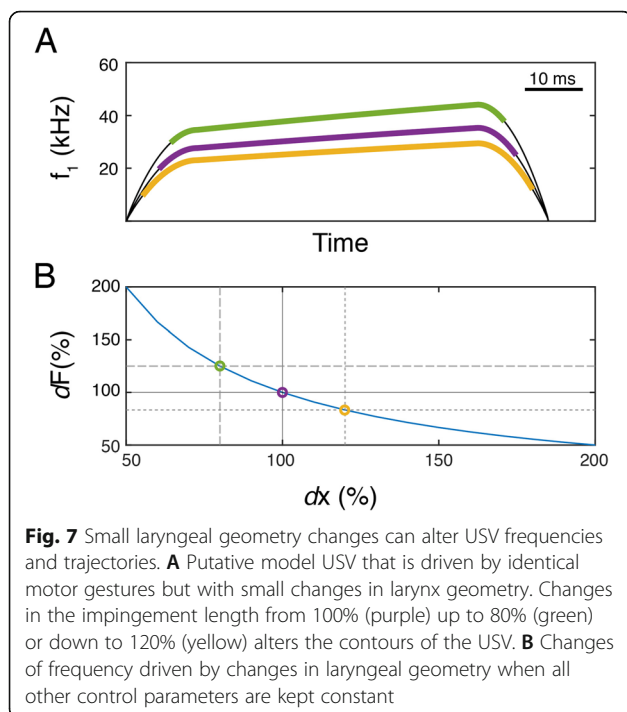 A
60
40
20
f₁ (kHz)
10 ms
Time
B
200
150
100
50
dF(%)
50
100
150
200
dx (%)
Fig. 7 Small laryngeal geometry changes can alter USV frequencies
and trajectories. A Putative model USV that is driven by identical
motor gestures but with small changes in larynx geometry. Changes
in the impingement length from 100% (purple) up to 80% (green)
or down to 120% (yellow) alters the contours of the USV. B Changes
of frequency driven by changes in laryngeal geometry when all
other control parameters are kept constant